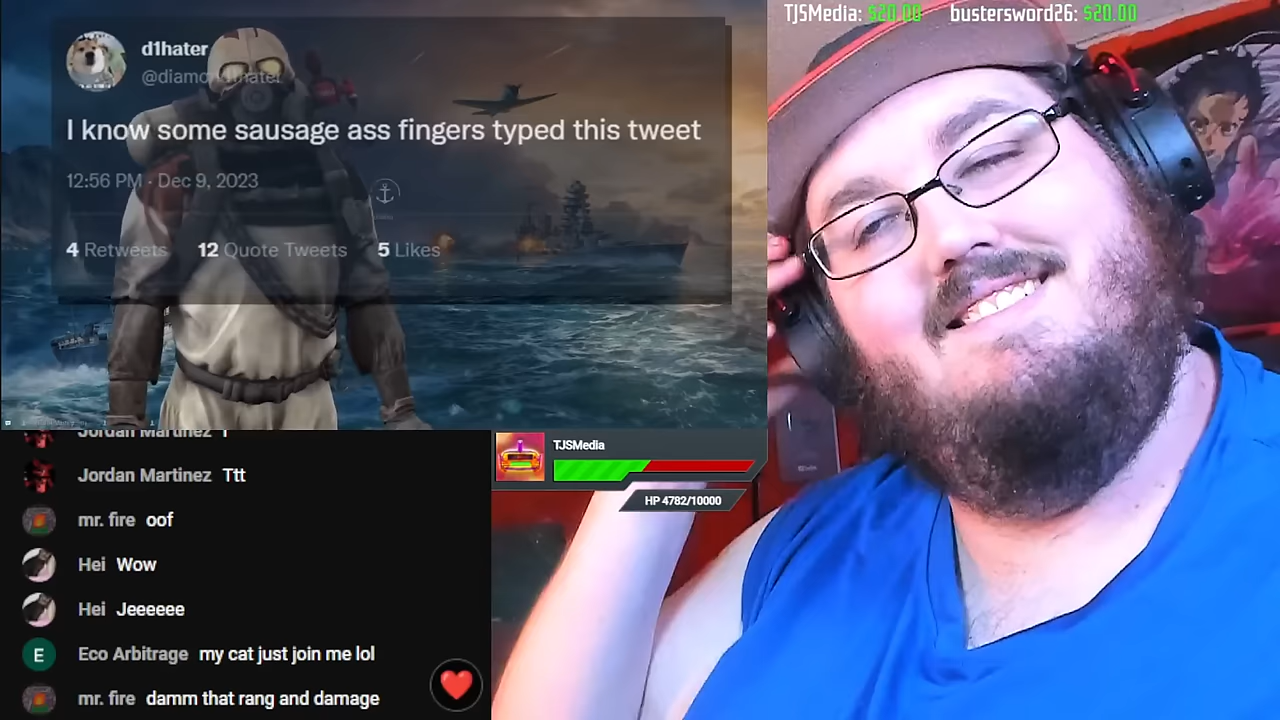 d1hater
I know some sausage ass fingers typed this tweet
12:56 PM · Dec 9, 2023
4 Retweets 12 Quote Tweets 5 Likes
TJSMedia: $20.00 bustersword26: $20.00
TJSMedia
HP 4782/10000
Jordan Martinez
Jordan Martinez Ttt
mr. fire oof
Hei Wow
Hei Jeeeeee
E
Eco Arbitrage my cat just join me lol
mr. fire damm that rang and damage